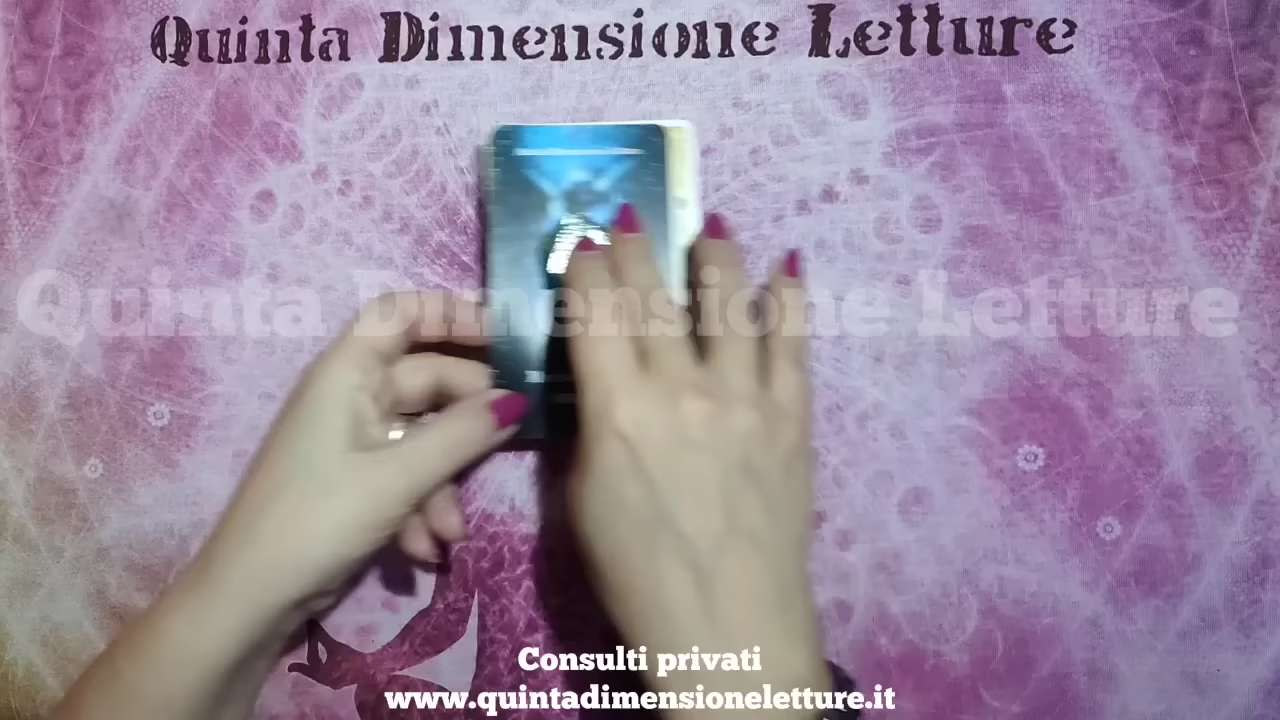 Quinta Dimensione Letture
Quinta Dimensione Letture
Consulti privati
www.quintadimensioneletture.it